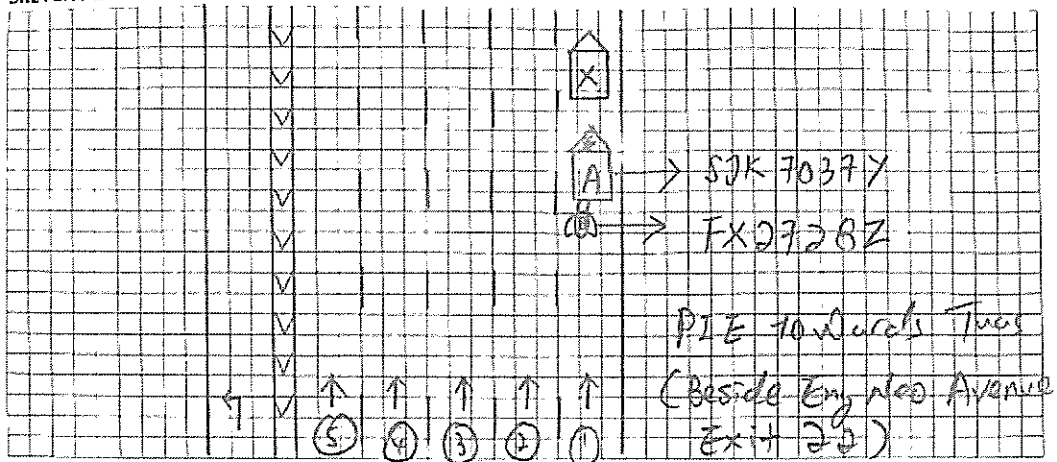 X
A
SJK 7037Y
FX2728Z
PIE towards Tuas
(Beside Eng Neo Avenue
Exit 22)
5 4 3 2 1